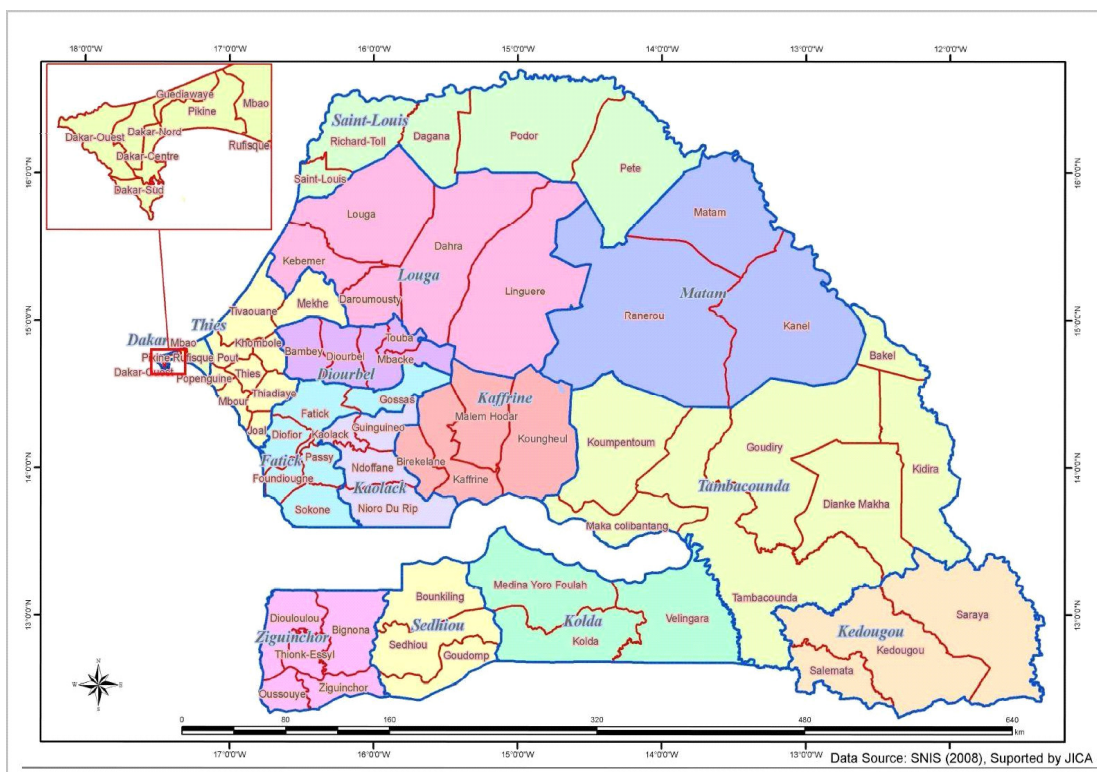 18°0'0"W 17°0'0"W 16°0'0"W 15°0'0"W 14°0'0"W 13°0'0"W 12°0'0"W
Guediawaye
Pikine
Mbao
Dakar-Ouest
Dakar-Nord
Dakar-Centre
Rufisque
Dakar-Sud
Saint-Louis
Richard-Toll
Dagana
Podor
Pete
Saint-Louis
16°0'0"N
16°0'0"N
Louga
Dahra
Matam
Kebemer
Louga
Linguere
Daroumousty
Matam
Renerou
Kanel
Mekhe
Tivaouane
15°0'0"N
15°0'0"N
Thies
Dakar
Mbao
Khombole
Pikine
Rufisque
Pout
Dakar-Ouest
Popenguine
Thies
Thiadiaye
Mbour
Joal
Bambey
Diourbel
Touba
Mbacke
Diourbel
Bakel
Gossas
Fatick
Kaffrine
Malem Hodar
Koungheul
Guinguineo
Diofior
Kaolack
Passy
Fatick
Foundiougne
Ndoffane
Birekelane
Kaffrine
Kaolack
Sokone
Nioro Du Rip
Koumpentoum
Goudiry
Kidira
14°0'0"N
14°0'0"N
Tambacounda
Dianke Makha
Maka colibantang
Tambacounda
Bounkiling
Medina Yoro Foulah
Velingara
Kolda
Kolda
Sedhiou
Sedhiou
Goudomp
Diouloulou
Bignona
Ziguinchor
Thionk-Essyl
Oussouye
Ziguinchor
13°0'0"N
13°0'0"N
Saraya
Kedougou
Kedougou
Salemata
N
W E
S
0 80 160 320 480 640
km
17°0'0"W 16°0'0"W 15°0'0"W 14°0'0"W 13°0'0"W 12°0'0"W
Data Source: SNIS (2008), Suported by JICA